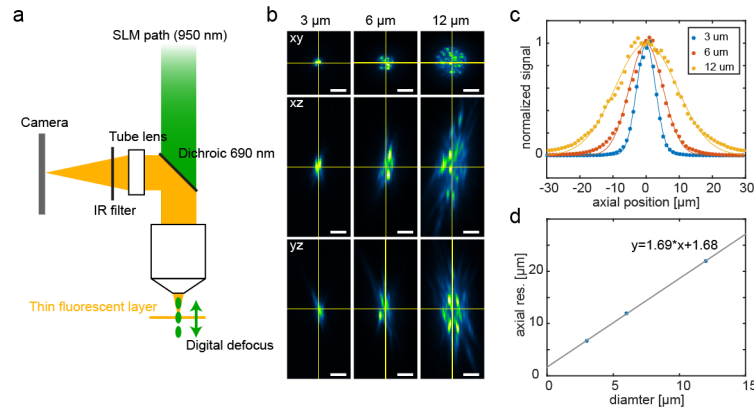 a
SLM path (950 nm)
Camera
Tube lens
Dichroic 690 nm
IR filter
Thin fluorescent layer
Digital defocus
b
3 µm 6 µm 12 µm
xy
xz
yz
c
normalized signal
1
0
-30 -20 -10 0 10 20 30
axial position [µm]
3 um
6 um
12 um
d
axial res. [µm]
20
10
0
0 5 10 15
diamter [µm]
y=1.69*x+1.68